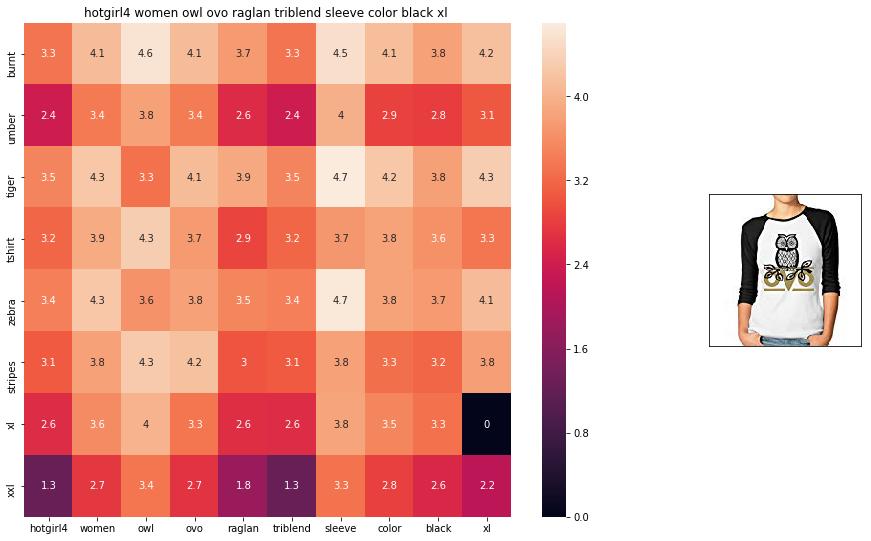 hotgirl4 women owl ovo raglan triblend sleeve color black xl
burnt 3.3 4.1 4.6 4.1 3.7 3.3 4.5 4.1 3.8 4.2
umber 2.4 3.4 3.8 3.4 2.6 2.4 4 2.9 2.8 3.1
tiger 3.5 4.3 3.3 4.1 3.9 3.5 4.7 4.2 3.8 4.3
tshirt 3.2 3.9 4.3 3.7 2.9 3.2 3.7 3.8 3.6 3.3
zebra 3.4 4.3 3.6 3.8 3.5 3.4 4.7 3.8 3.7 4.1
stripes 3.1 3.8 4.3 4.2 3 3.1 3.8 3.3 3.2 3.8
xl 2.6 3.6 4 3.3 2.6 2.6 3.8 3.5 3.3 0
xxl 1.3 2.7 3.4 2.7 1.8 1.3 3.3 2.8 2.6 2.2
hotgirl4 women owl ovo raglan triblend sleeve color black xl
4.0
3.2
2.4
1.6
0.8
0.0
OVO